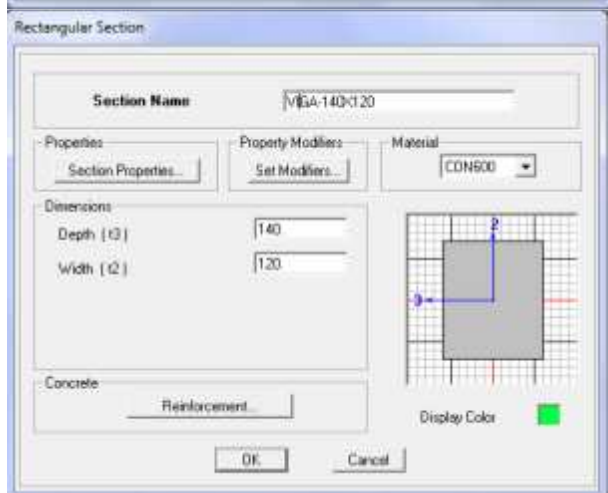 Rectangular Section
Section Name VIGA-140X120
Properties
Section Properties...
Property Modifiers
Set Modifiers...
Material
CON600
Dimensions
Depth ( t3 ) 140.
Width ( t2 ) 120.
2
3
Concrete
Reinforcement...
Display Color
OK Cancel